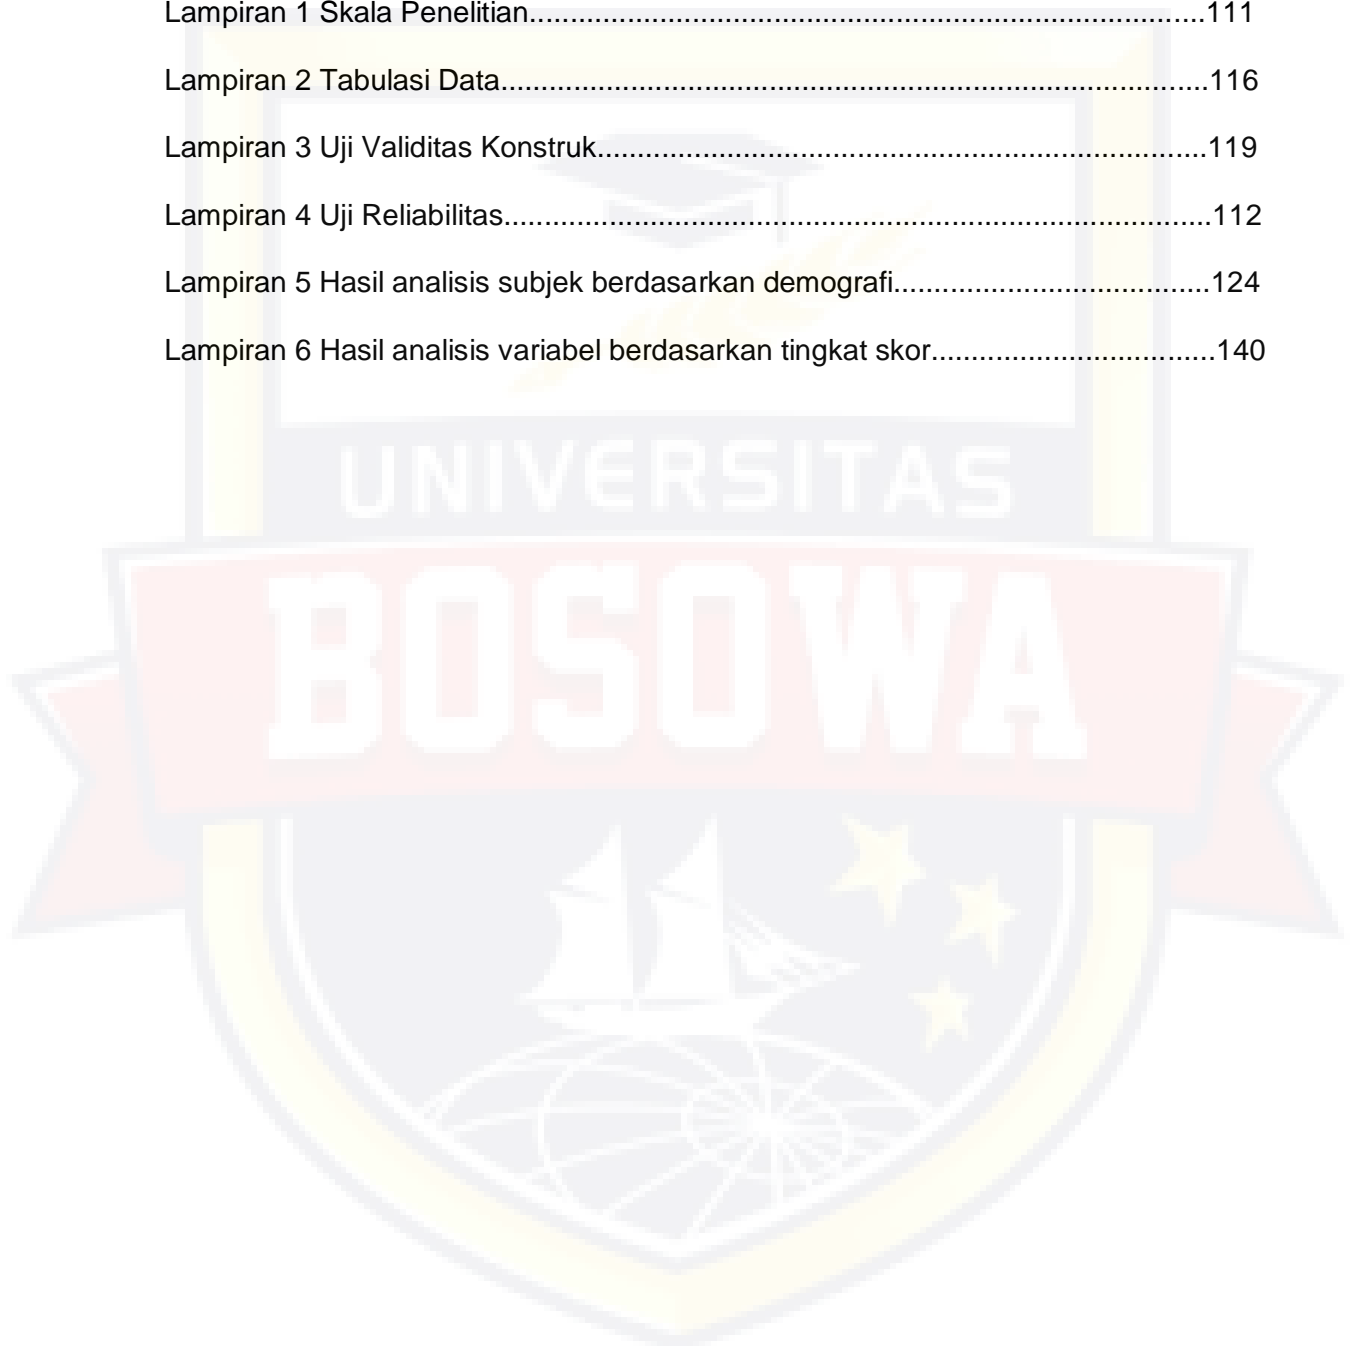 Lampiran 1 Skala Penelitian....................................................................................111
Lampiran 2 Tabulasi Data.......................................................................................116
Lampiran 3 Uji Validitas Konstruk...........................................................................119
Lampiran 4 Uji Reliabilitas.......................................................................................112
Lampiran 5 Hasil analisis subjek berdasarkan demografi.......................................124
Lampiran 6 Hasil analisis variabel berdasarkan tingkat skor...................................140
UNIVERSITAS
BOSOWA